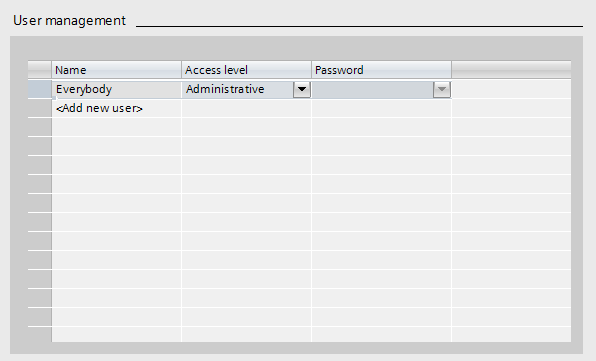 User management
Name Access level Password
Everybody Administrative
<Add new user>